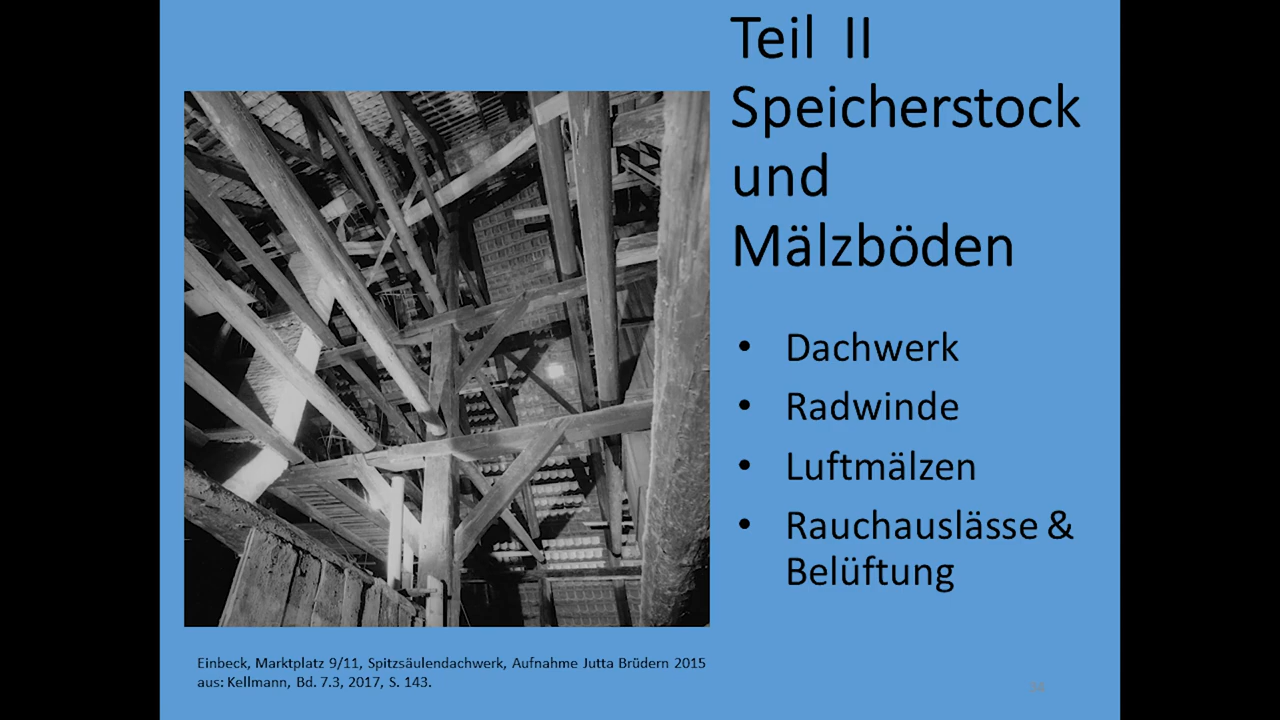 Teil II
Speicherstock
und
Mälzböden
• Dachwerk
• Radwinde
• Luftmälzen
• Rauchauslässe &
Belüftung
Einbeck, Marktplatz 9/11, Spitzsäulendachwerk, Aufnahme Jutta Brüdern 2015
aus: Kellmann, Bd. 7.3, 2017, S. 143.